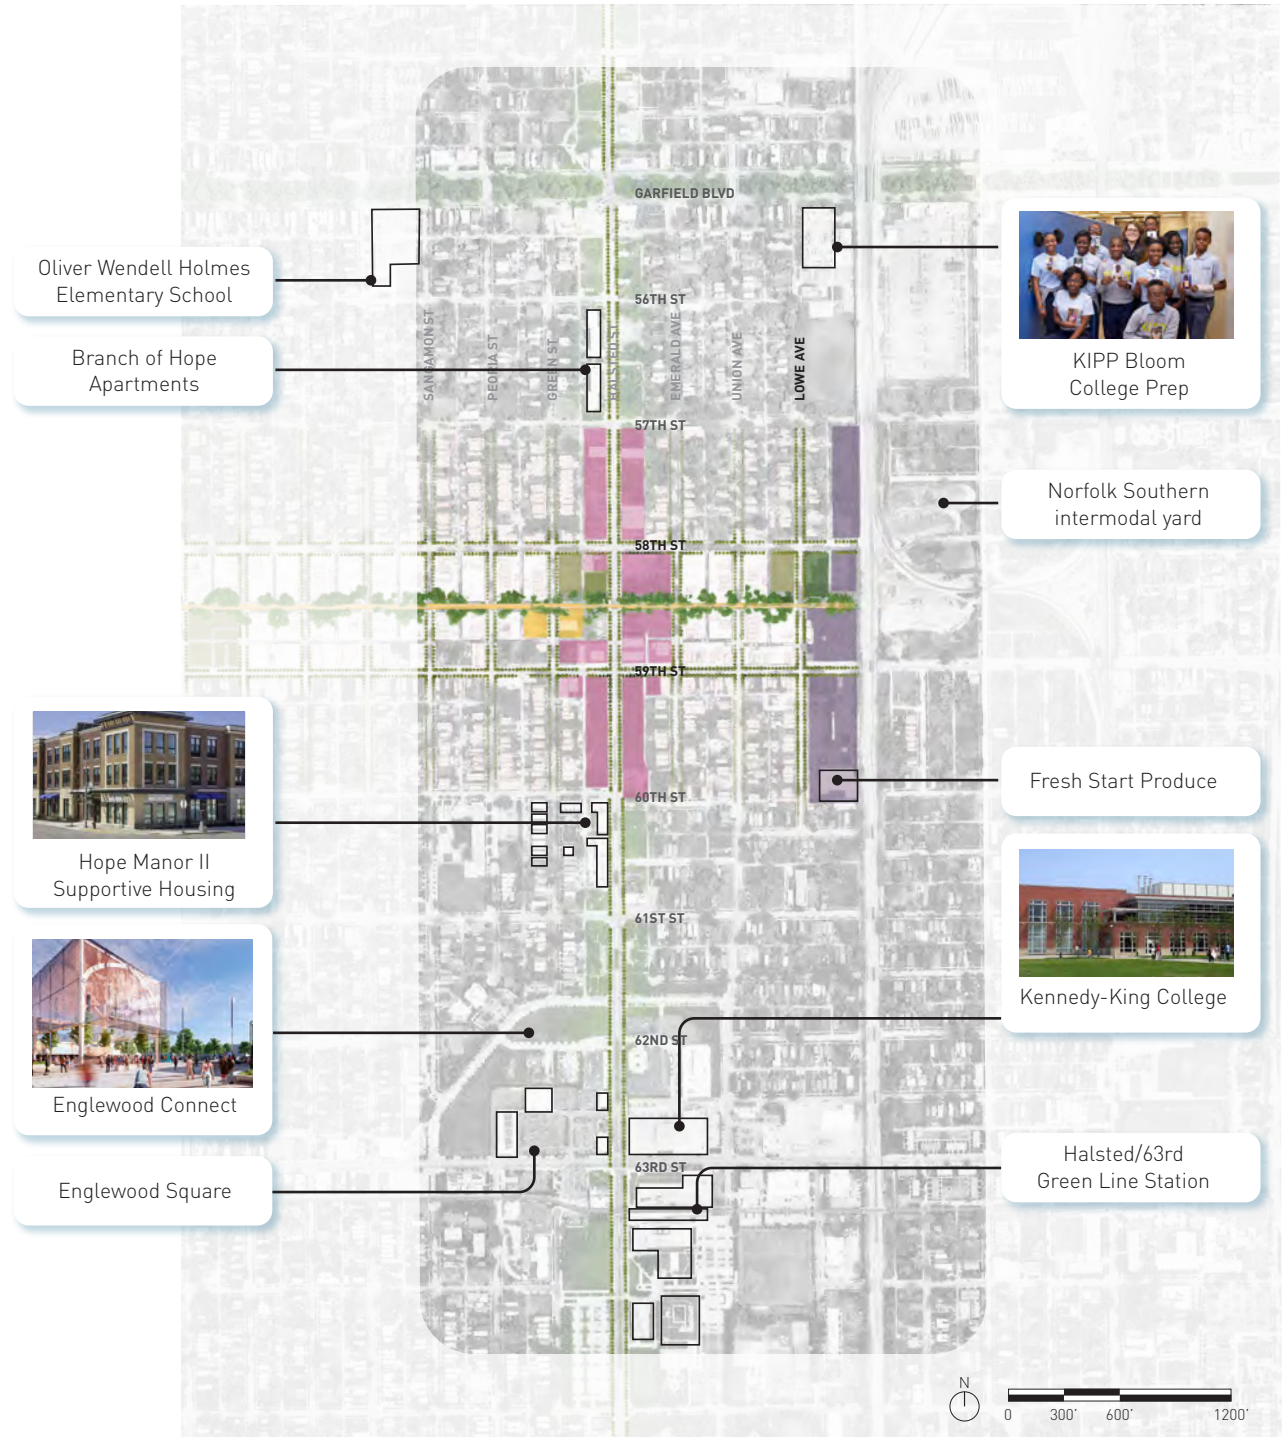 GARFIELD BLVD
Oliver Wendell Holmes
Elementary School
56TH ST
Branch of Hope
Apartments
SANGAMON ST
PEORIA ST
GREEN ST
HALSTED ST
EMERALD AVE
UNION AVE
LOWE AVE
KIPP Bloom
College Prep
57TH ST
Norfolk Southern
intermodal yard
58TH ST
59TH ST
Fresh Start Produce
60TH ST
Hope Manor II
Supportive Housing
61ST ST
Kennedy-King College
62ND ST
Englewood Connect
63RD ST
Halsted/63rd
Green Line Station
Englewood Square
N
0 300' 600' 1200'